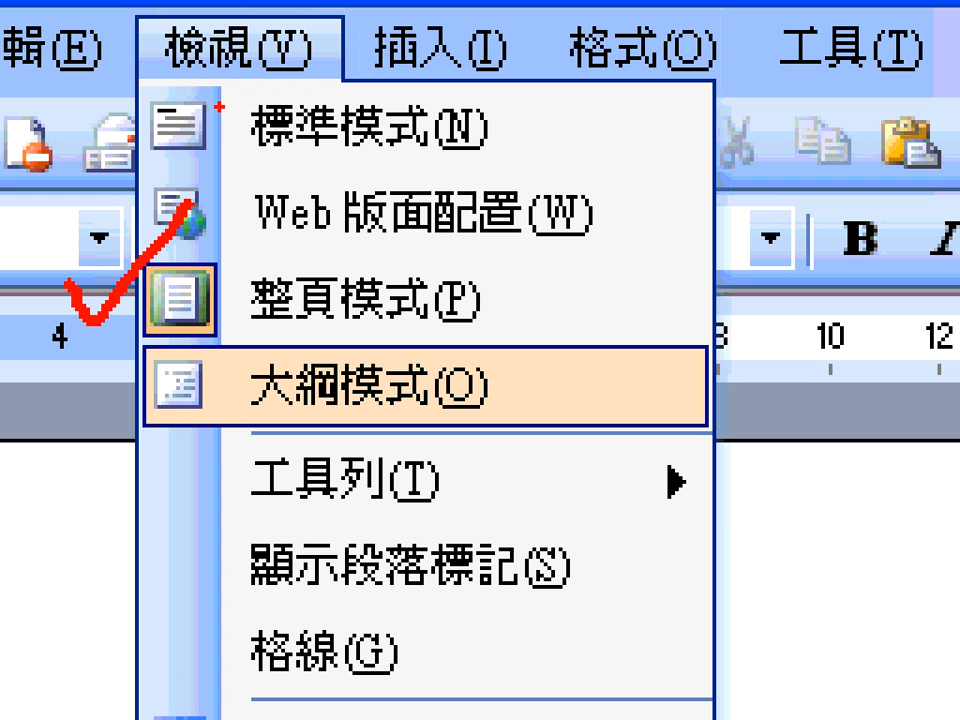 輯(E) 檢視(V) 插入(I) 格式(O) 工具(T)
標準模式(N)
Web 版面配置(W)
B I
整頁模式(P)
4 8 10 12
大綱模式(O)
工具列(T)
顯示段落標記(S)
格線(G)